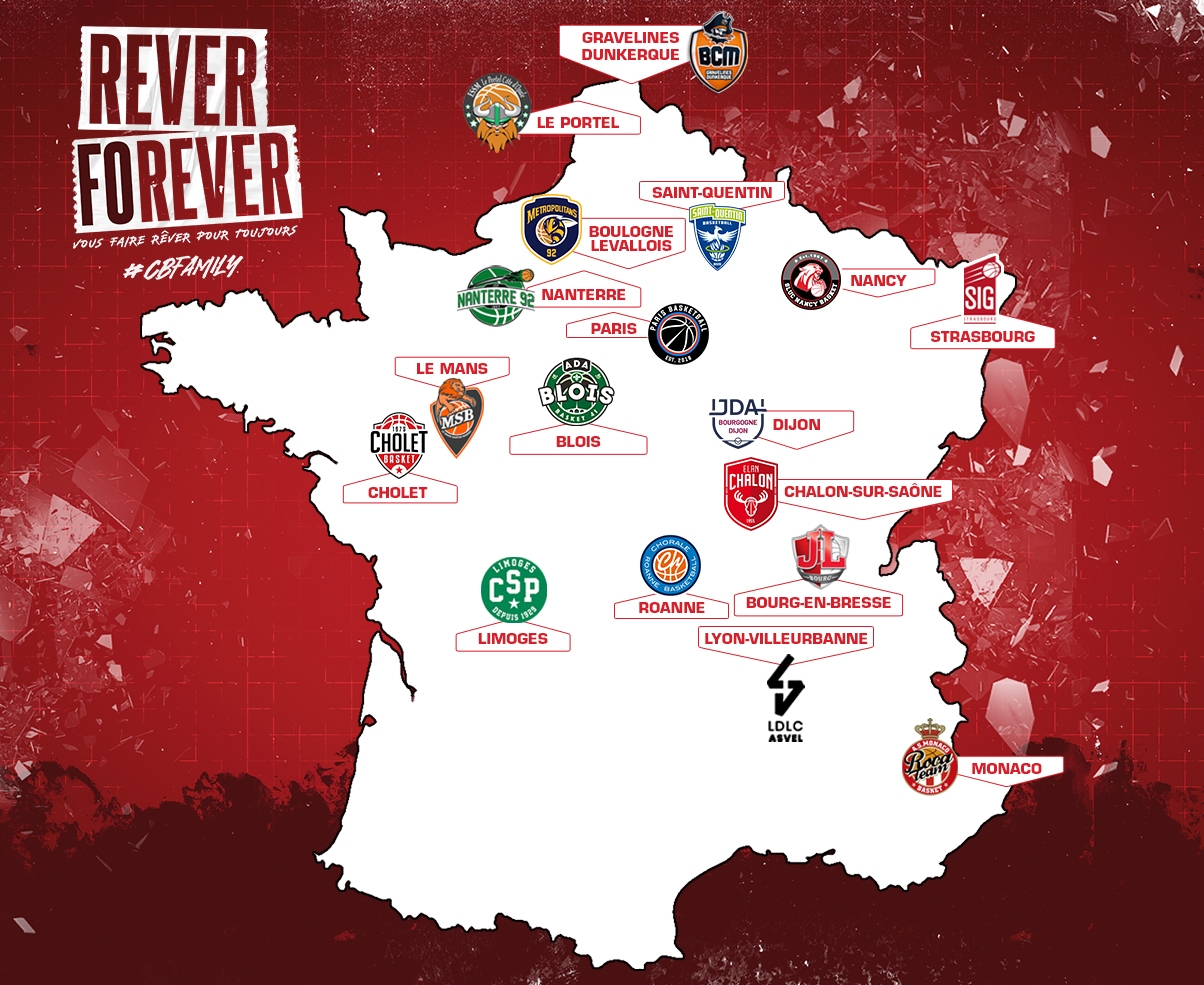 REVER
FOREVER
VOUS FAIRE RÊVER POUR TOUJOURS
#CBFAMILY
GRAVELINES
DUNKERQUE
BCM
GRAVELINES
DUNKERQUE
ESSM Le Portel Côte d'Opale
LE PORTEL
SAINT-QUENTIN
SAINT-QUENTIN
BASKETBALL
METROPOLITANS
92
BOULOGNE
LEVALLOIS
Est.1967
SLUC NANCY BASKET
NANCY
SIG
STRASBOURG
STRASBOURG
NANTERRE 92
NANTERRE
PARIS
PARIS BASKETBALL
EST. 2018
LE MANS
MSB
ADA
BLOIS
BASKET 41
BLOIS
JDA
BOURGOGNE
DIJON
DIJON
1975
CHOLET
BASKET
CHOLET
ELAN
CHALON
1955
CHALON-SUR-SAÔNE
LIMOGES
CSP
DEPUIS 1929
LIMOGES
CHORALE
ROANNE BASKETBALL
ROANNE
JL
BOURG
BOURG-EN-BRESSE
LYON-VILLEURBANNE
LDLC
ASVEL
A.S.MONACO
Roca
team
BASKET
MONACO